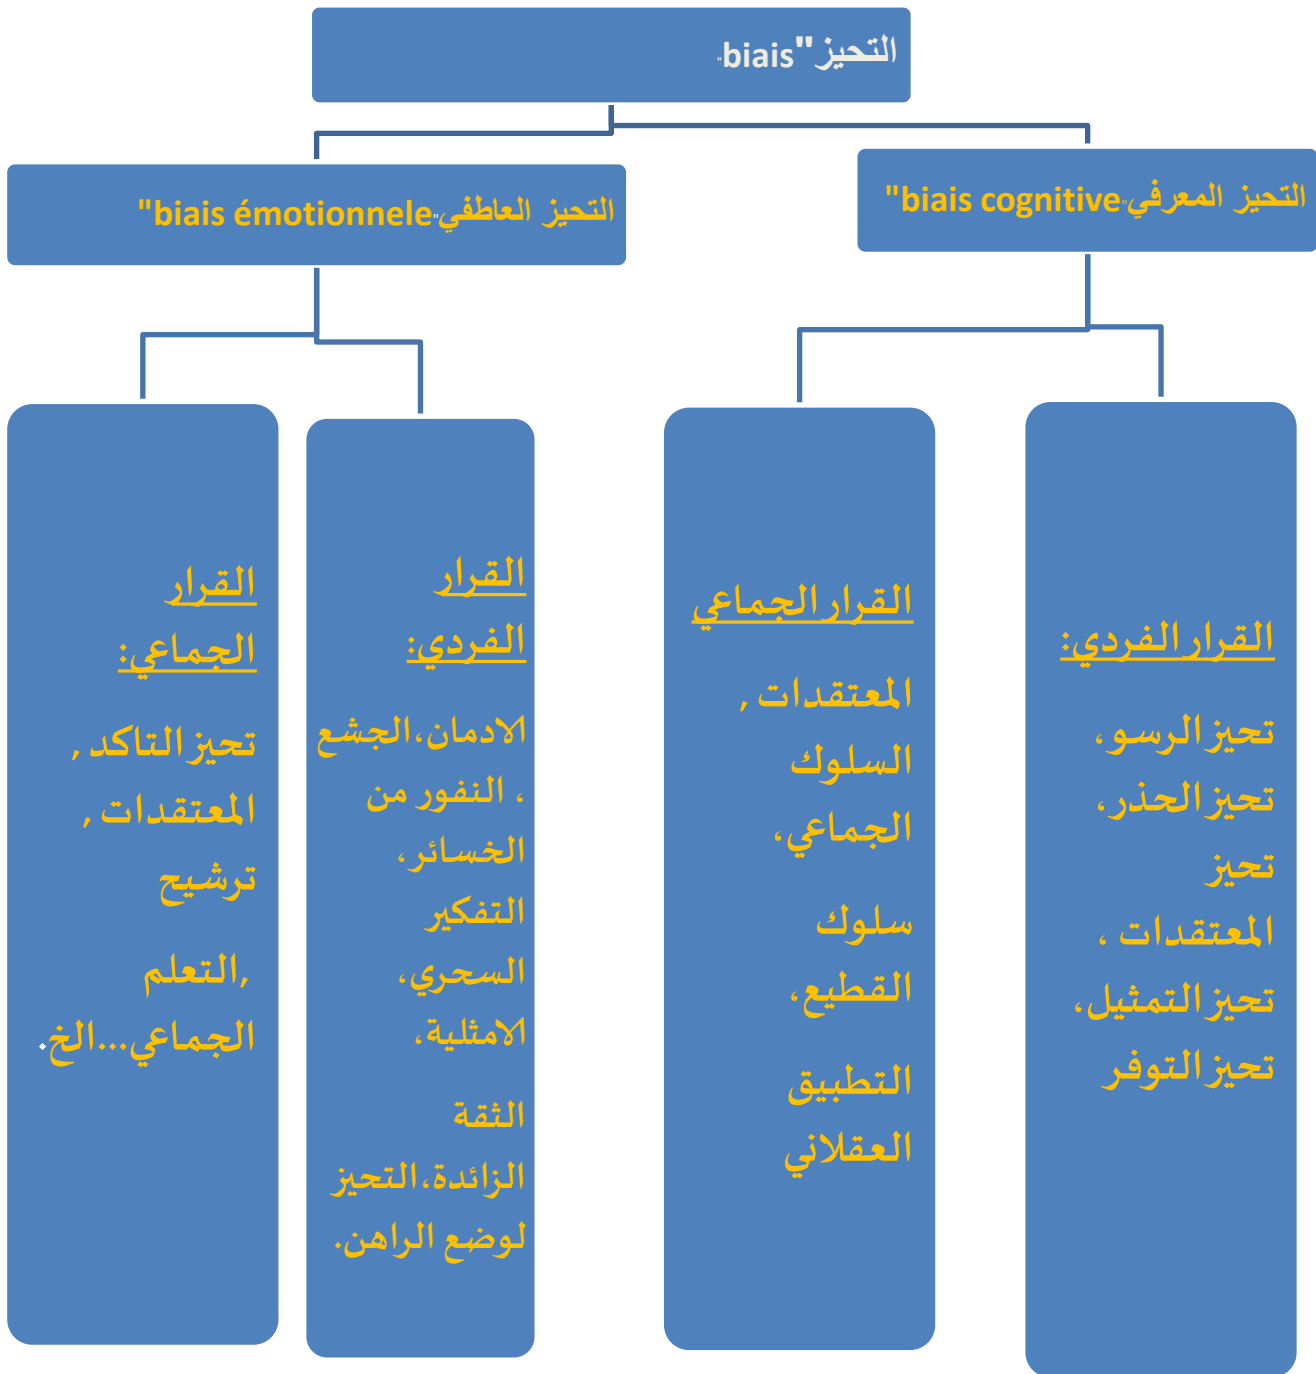 التحيز"biais"
التحيز المعرفي"biais cognitive"
التحيز العاطفي"biais émotionnele"
القرار الفردي:
تحيز الرسو،
تحيز الحذر،
تحيز
المعتقدات ،
تحيز التمثيل،
تحيز التوفر
القرار الجماعي
المعتقدات ,
السلوك
الجماعي،
سلوك
القطيع،
التطبيق
العقلاني
القرار
الفردي:
الادمان،الجشع
، النفور من
الخسائر،
التفكير
السحري،
الامثلية،
الثقة
الزائدة،التحيز
لوضع الراهن.
القرار
الجماعي:
تحيز التاكد ,
المعتقدات ,
ترشيح
,التعلم
الجماعي...الخ.